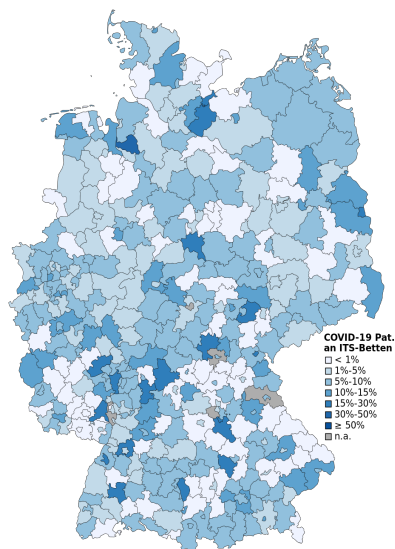 COVID-19 Pat.
an ITS-Betten
< 1%
1%-5%
5%-10%
10%-15%
15%-30%
30%-50%
≥ 50%
n.a.